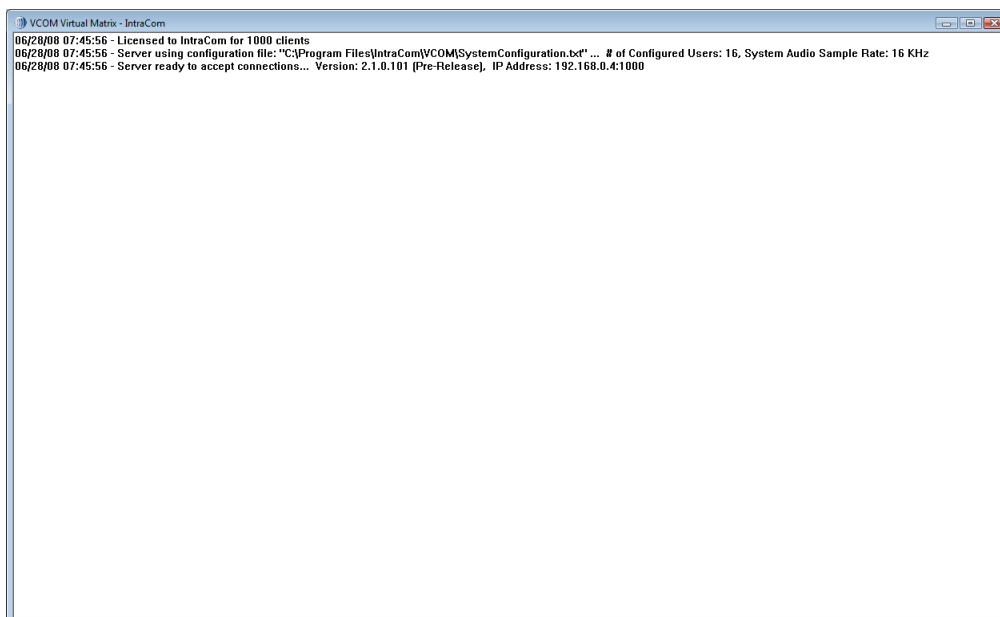 VCOM Virtual Matrix - IntraCom
06/28/08 07:45:56 - Licensed to IntraCom for 1000 clients
06/28/08 07:45:56 - Server using configuration file: "C:\Program Files\IntraCom\VCOM\SystemConfiguration.txt" ... # of Configured Users: 16, System Audio Sample Rate: 16 KHz
06/28/08 07:45:56 - Server ready to accept connections... Version: 2.1.0.101 (Pre-Release), IP Address: 192.168.0.4:1000